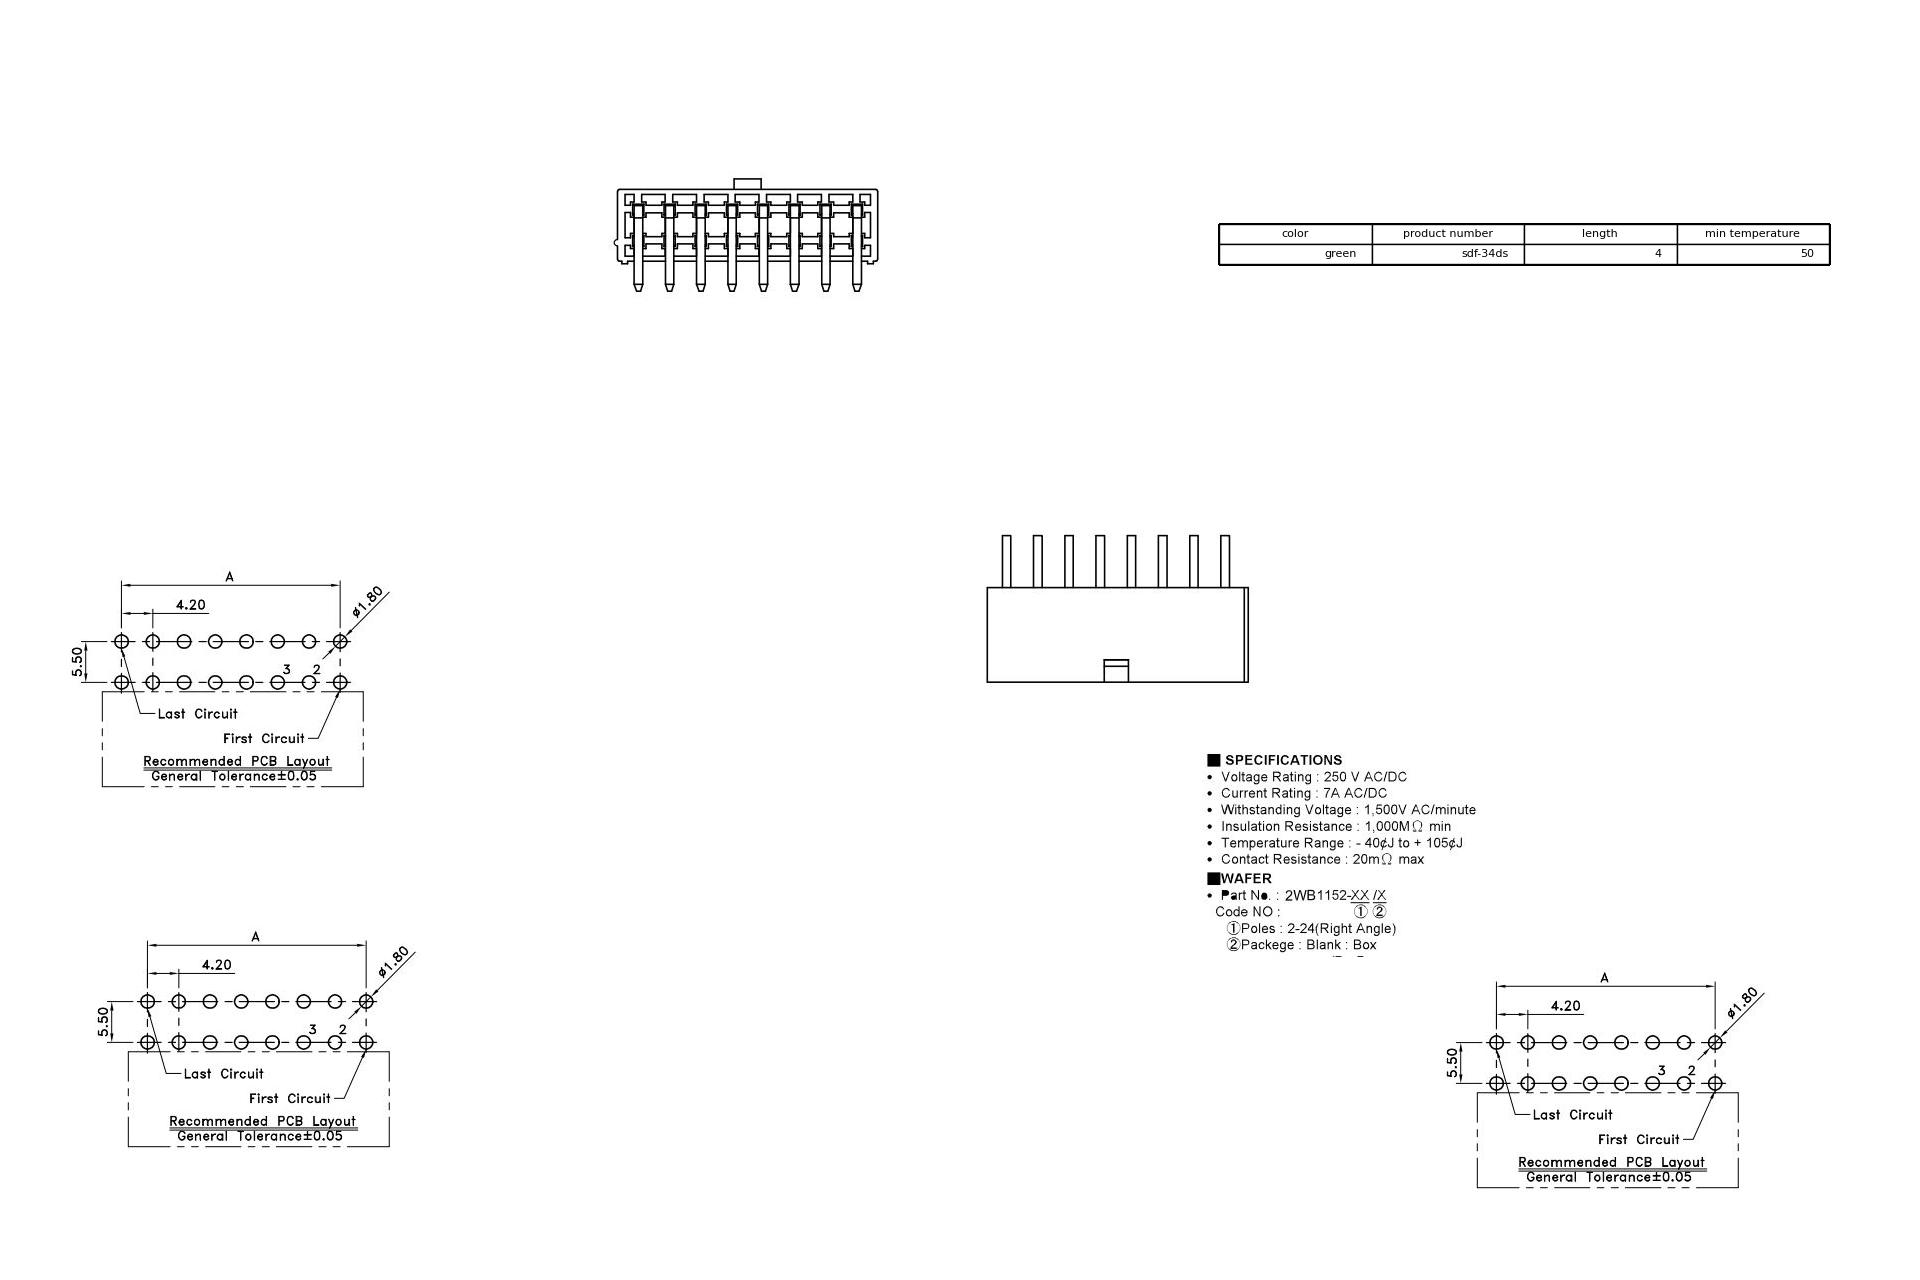 color product number length min temperature
green sdf-34ds 4 50
A
4.20
ø1.80
5.50
3 2
Last Circuit
First Circuit
Recommended PCB Layout
General Tolerance±0.05
■ SPECIFICATIONS
• Voltage Rating : 250 V AC/DC
• Current Rating : 7A AC/DC
• Withstanding Voltage : 1,500V AC/minute
• Insulation Resistance : 1,000MΩ min
• Temperature Range : - 40¢J to + 105¢J
• Contact Resistance : 20mΩ max
■WAFER
• Part No. : 2WB1152-XX /X
Code NO : ① ②
①Poles : 2-24(Right Angle)
②Packege : Blank : Box
A
4.20
ø1.80
5.50
3 2
Last Circuit
First Circuit
Recommended PCB Layout
General Tolerance±0.05
A
4.20
ø1.80
5.50
3 2
Last Circuit
First Circuit
Recommended PCB Layout
General Tolerance±0.05